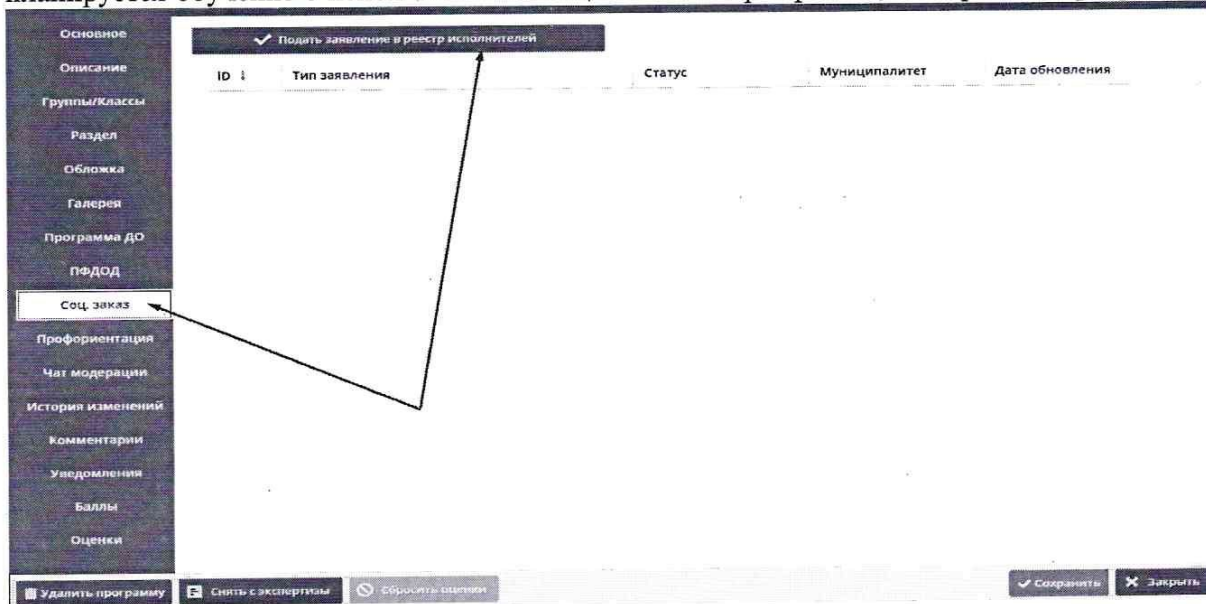 Основное
Описание
Группы/Классы
Раздел
Обложка
Галерея
Программа ДО
ПФДОД
Соц. заказ
Профориентация
Чат модерации
История изменений
Комментарии
Уведомления
Баллы
Оценки
Подать заявление в реестр исполнителей
ID Тип заявления Статус Муниципалитет Дата обновления
Удалить программу Снять с экспертизы Сбросить оценки Сохранить Закрыть